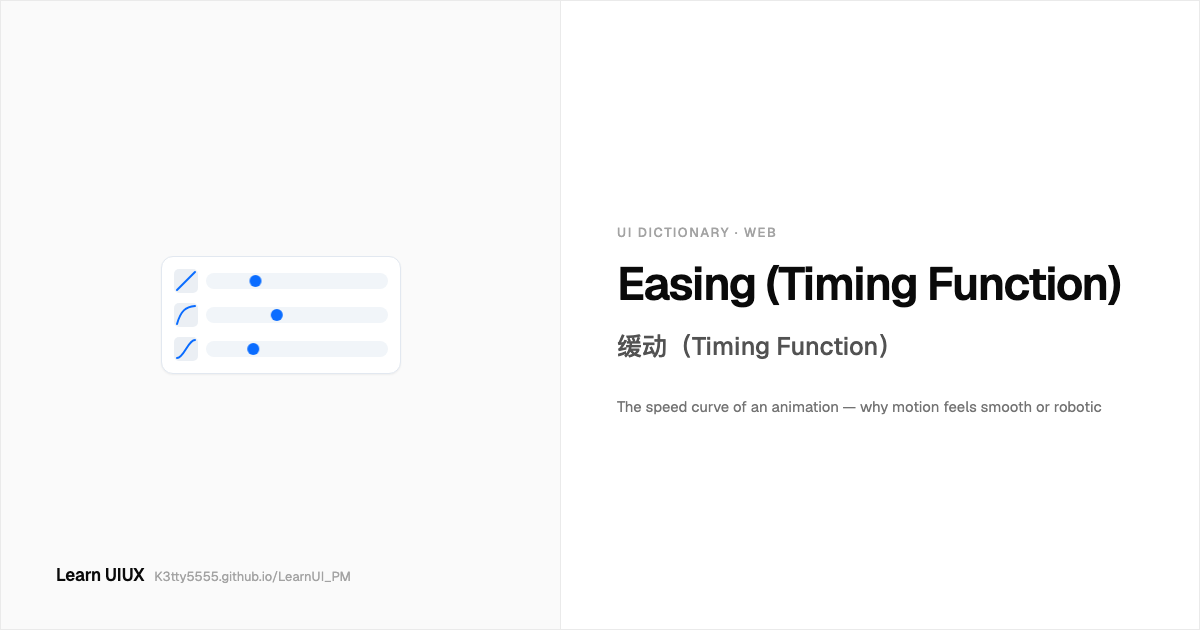 UI DICTIONARY · WEB
Easing (Timing Function)
缓动（Timing Function）
The speed curve of an animation — why motion feels smooth or robotic
Learn UIUX K3tty5555.github.io/LearnUI_PM